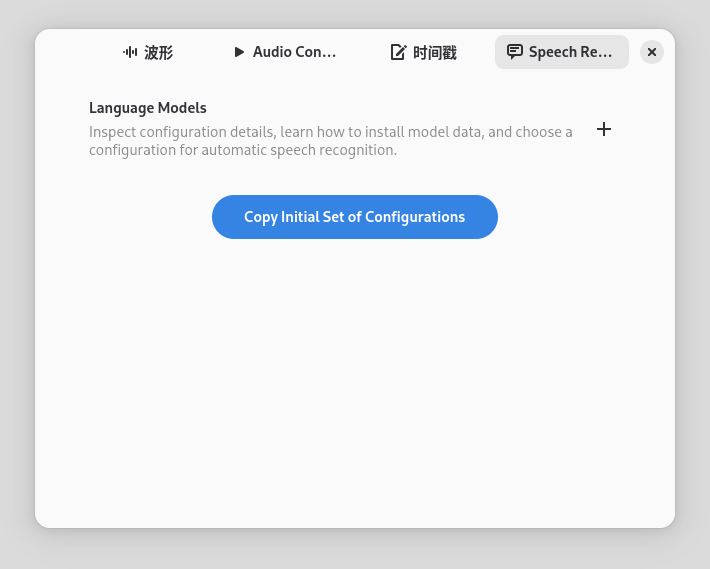 波形
Audio Con…
时间戳
Speech Re…
Language Models
Inspect configuration details, learn how to install model data, and choose a
configuration for automatic speech recognition.
Copy Initial Set of Configurations